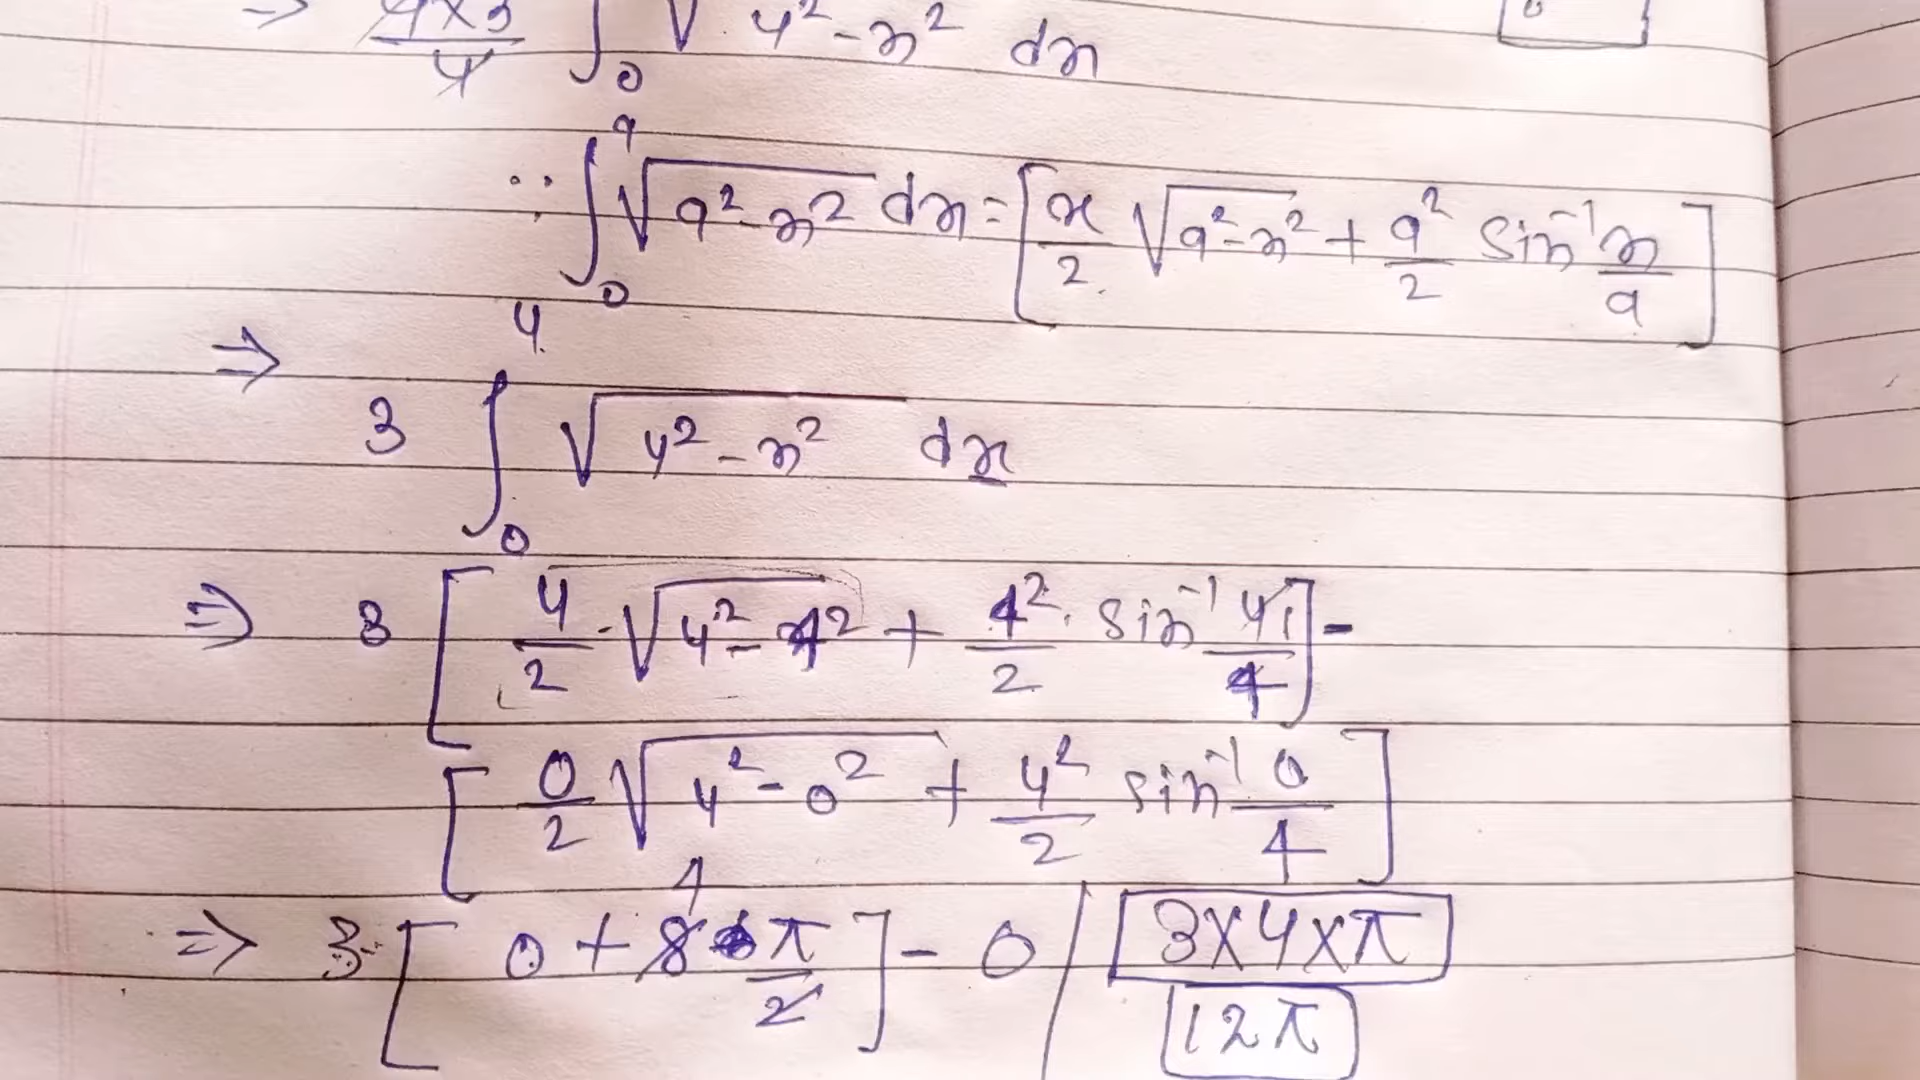 ⇒ 4×3/4 ∫₀ √4²-x² dx
∵ ∫₀ᵃ √a²-x² dx = [x/2 √a²-x² + a²/2 sin⁻¹ x/a]
⇒ 3 ∫₀⁴ √4²-x² dx
⇒ 3 [4/2 · √4²-4² + 4²/2 · sin⁻¹ 4/4] -
[0/2 √4²-0² + 4²/2 sin⁻¹ 0/4]
⇒ 3 [0 + 8 4 π/2] - 0 / 3×4×π
12π